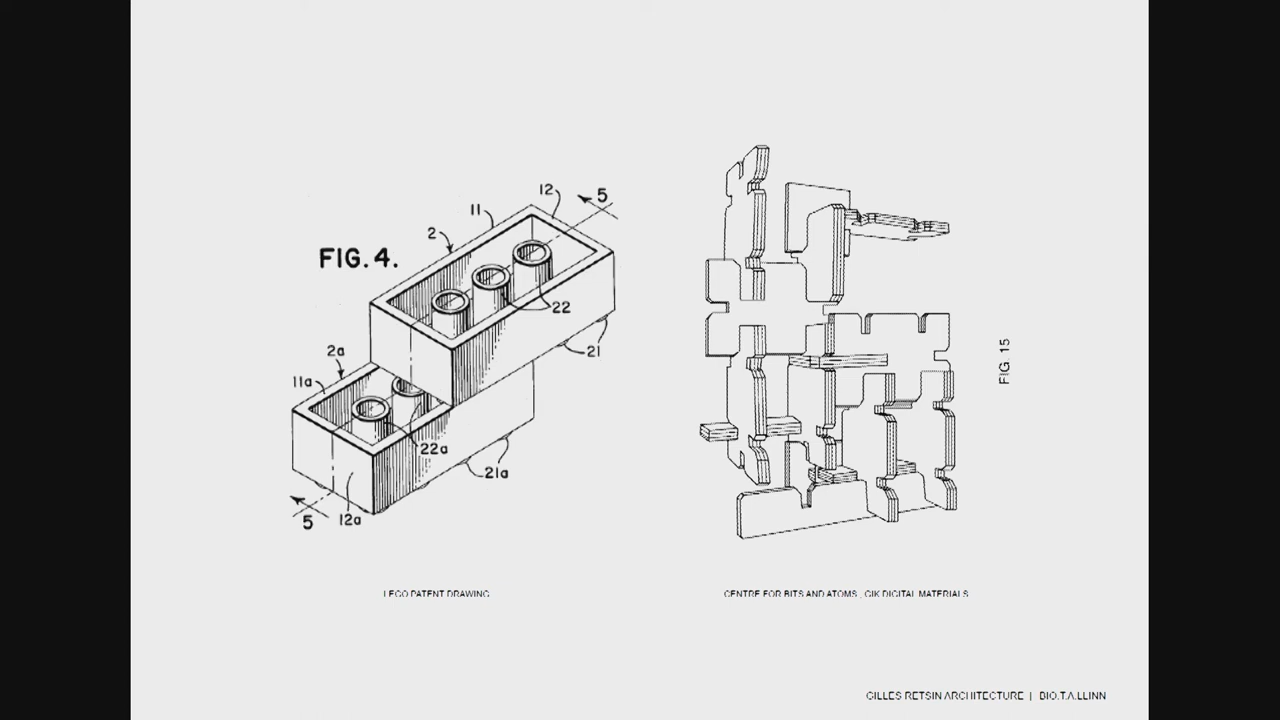 FIG. 4.
2
11
12
5
22
21
2a
11a
22a
21a
12a
5
FIG. 15
LEGO PATENT DRAWING
CENTRE FOR BITS AND ATOMS , GIK DIGITAL MATERIALS
GILLES RETSIN ARCHITECTURE | BIO.T.A.LLINN